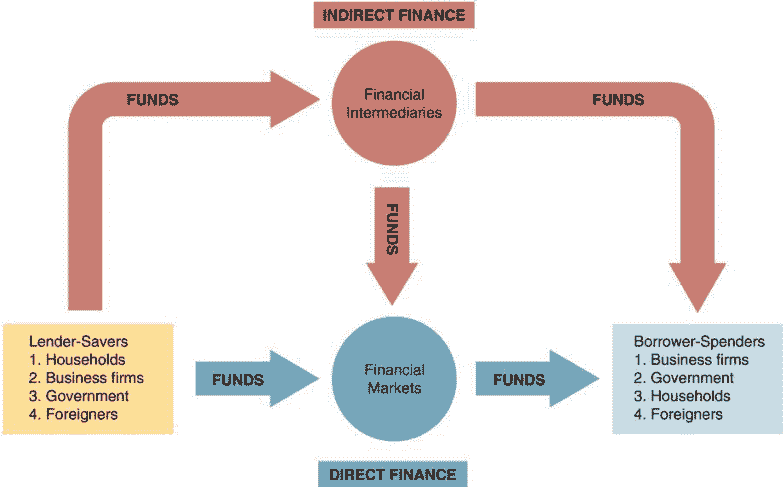 INDIRECT FINANCE
FUNDS
Financial
Intermediaries
FUNDS
FUNDS
Lender-Savers
1. Households
2. Business firms
3. Government
4. Foreigners
FUNDS
Financial
Markets
FUNDS
Borrower-Spenders
1. Business firms
2. Government
3. Households
4. Foreigners
DIRECT FINANCE